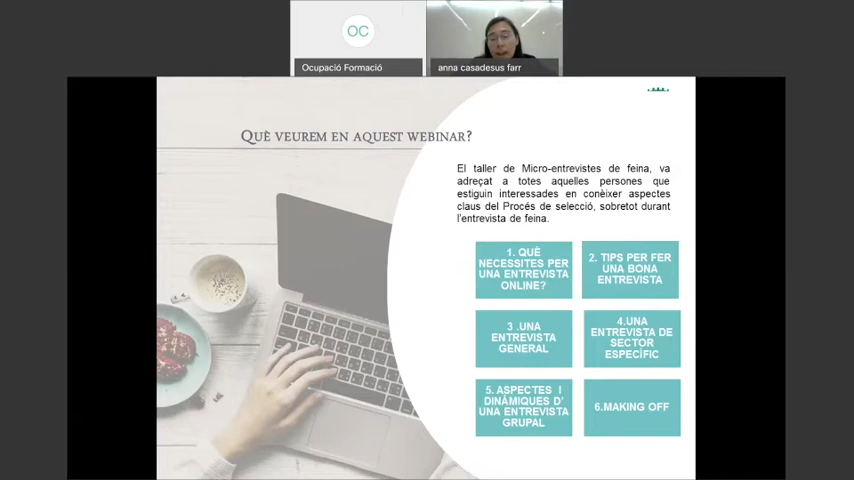 OC
Ocupació Formació
anna casadesus farr
QUÈ VEUREM EN AQUEST WEBINAR?
El taller de Micro-entrevistes de feina, va
adreçat a totes aquelles persones que
estiguin interessades en conèixer aspectes
claus del Procés de selecció, sobretot durant
l'entrevista de feina.
1. QUÈ
NECESSITES PER
UNA ENTREVISTA
ONLINE?
2. TIPS PER FER
UNA BONA
ENTREVISTA
3 .UNA
ENTREVISTA
GENERAL
4.UNA
ENTREVISTA DE
SECTOR
ESPECÍFIC
5. ASPECTES I
DINÀMIQUES D'
UNA ENTREVISTA
GRUPAL
6.MAKING OFF